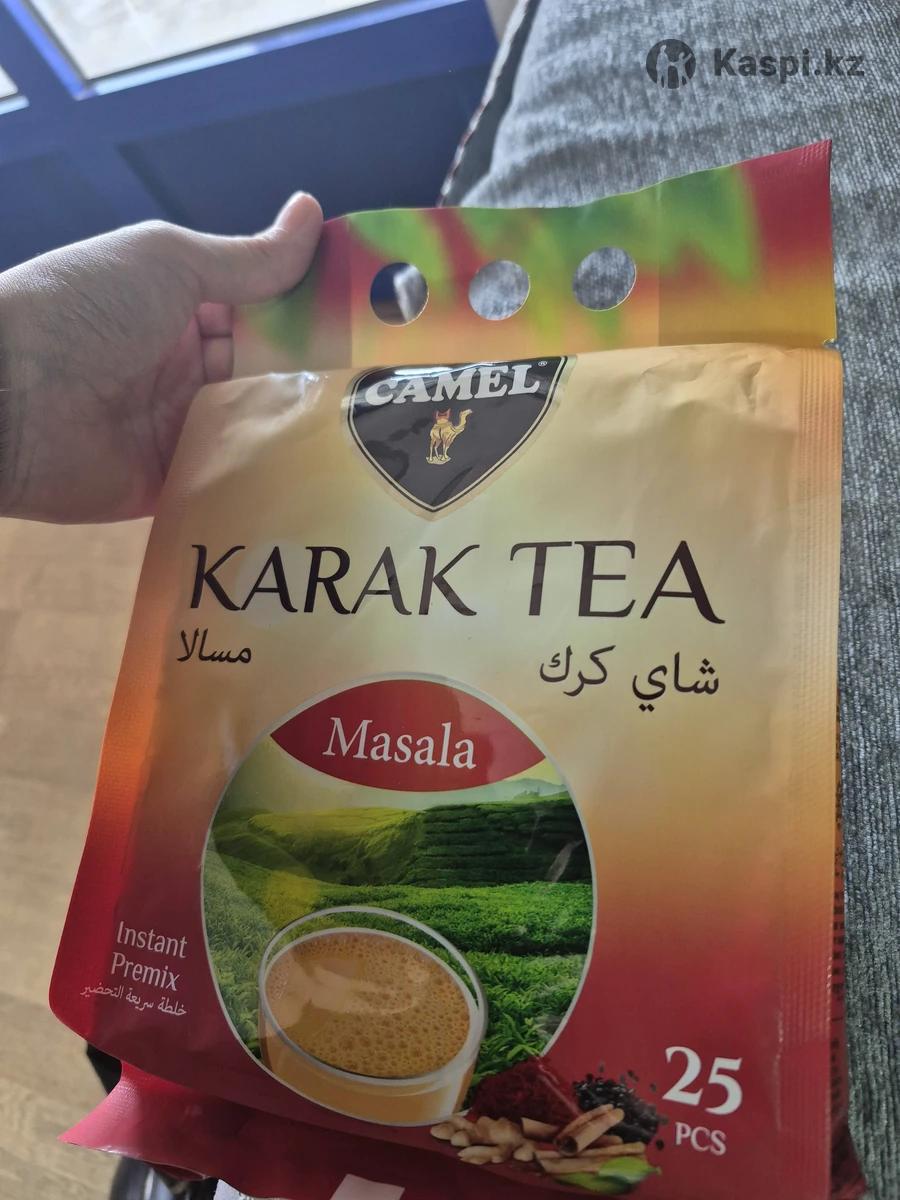 Kaspi.kz
CAMEL®
KARAK TEA
مسالا
شاي كرك
Masala
Instant
Premix
خلطة سريعة التحضير
25
PCS